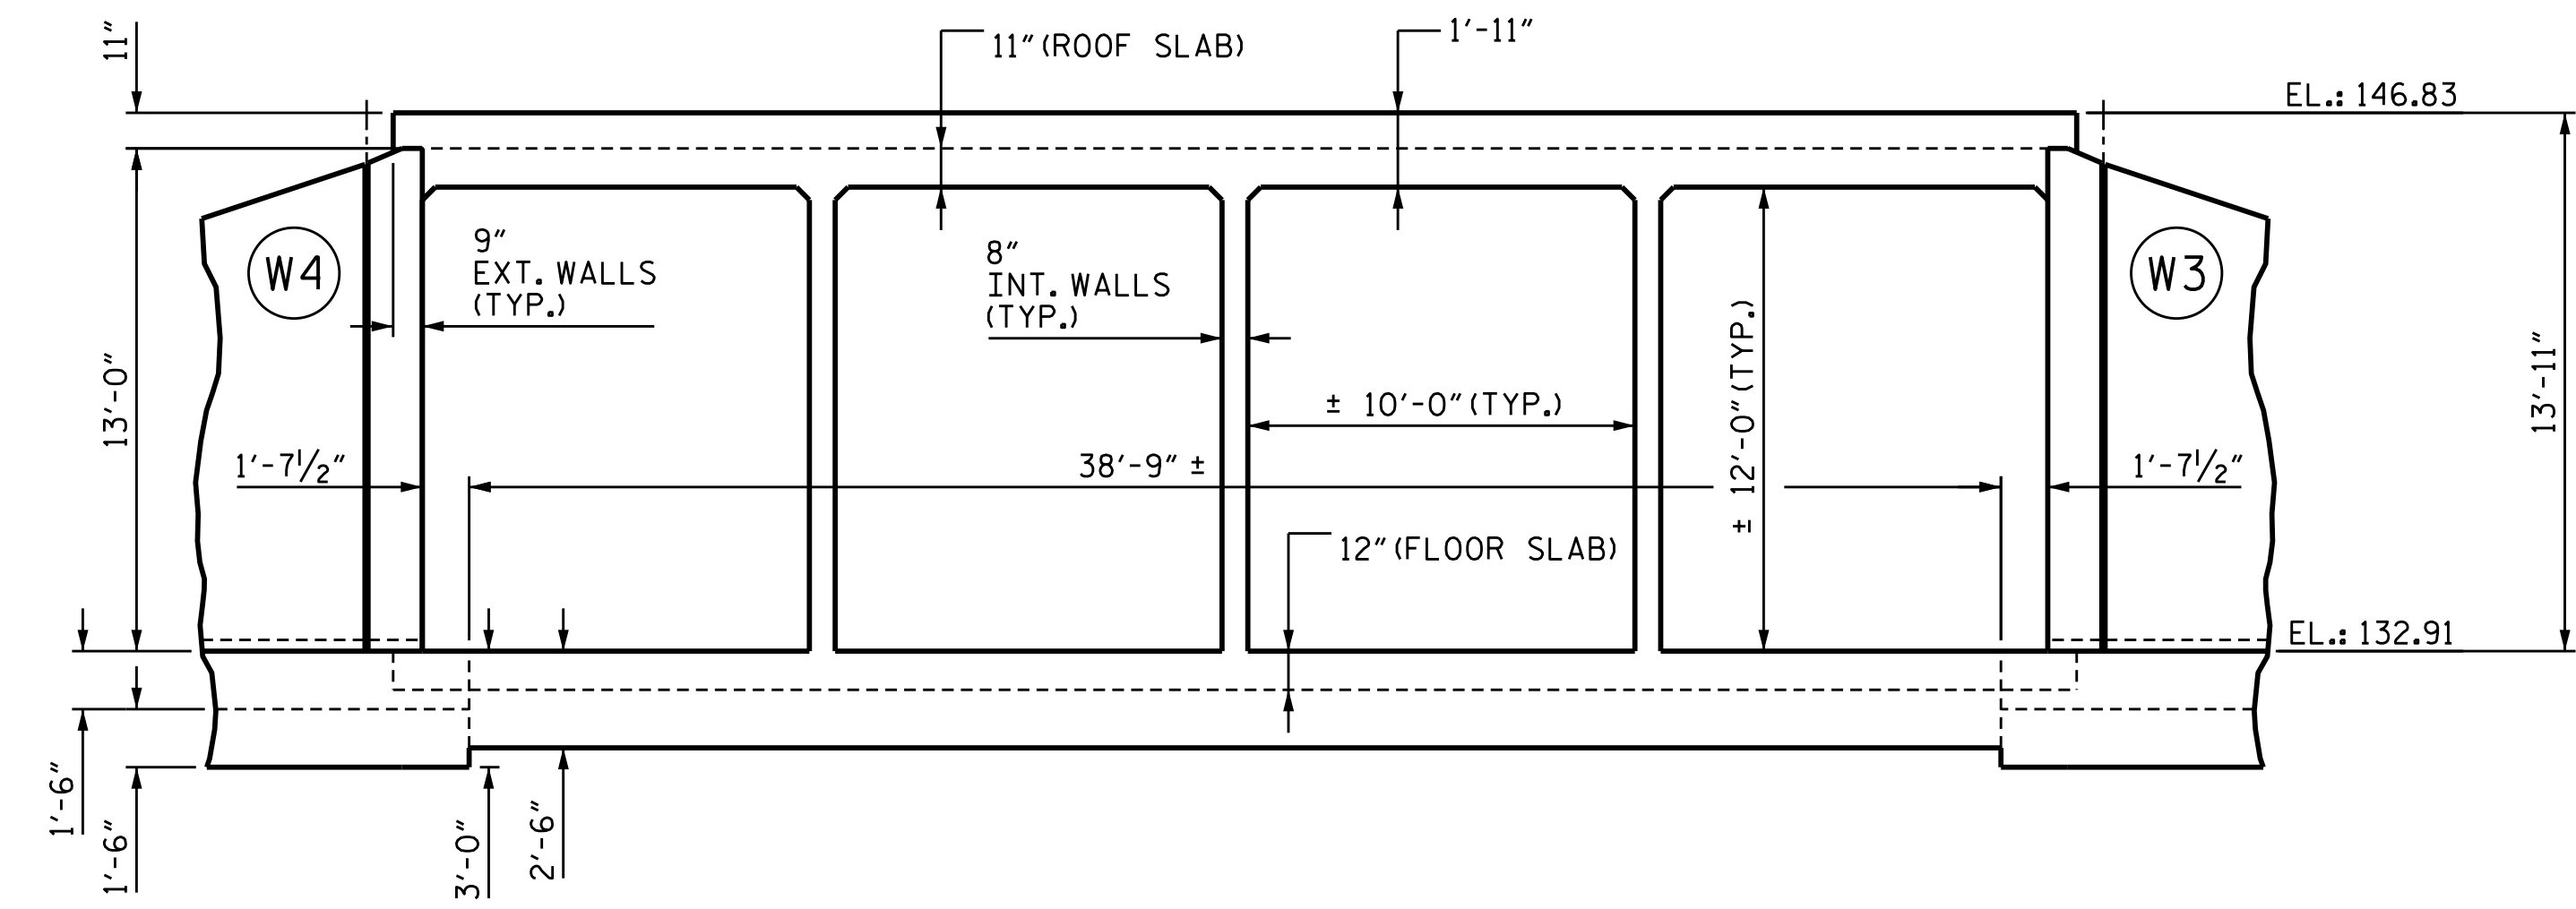 11"
11" (ROOF SLAB)
1'-11"
EL.: 146.83
W4
9"
EXT. WALLS
(TYP.)
8"
INT. WALLS
(TYP.)
W3
13'-0"
± 10'-0" (TYP.)
± 12'-0" (TYP.)
13'-11"
1'-7 1/2"
38'-9" ±
1'-7 1/2"
12" (FLOOR SLAB)
EL.: 132.91
1'-6"
1'-6"
3'-0"
2'-6"